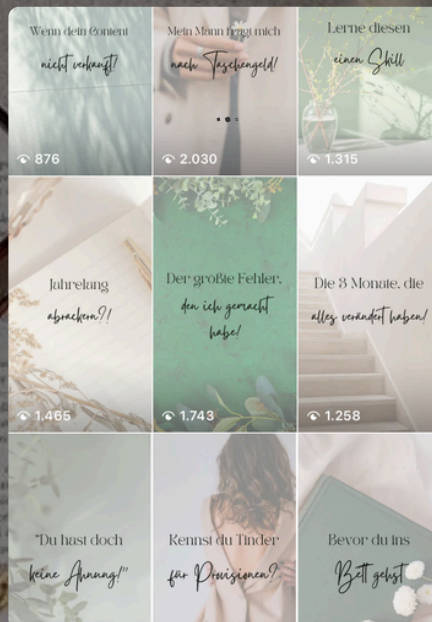 Wenn dein Content
nicht verkauft?
876
Mein Mann fragt mich
nach Taschengeld!
2.030
Lerne diesen
einen Skill
1.315
Jahrelang
abrackern?!
1.465
Der größte Fehler,
den ich gemacht
habe!
1.743
Die 3 Monate, die
alles verändert haben!
1.258
"Du hast doch
keine Ahnung!"
Kennst du Tinder
für Provisionen?
Bevor du ins
Bett gehst